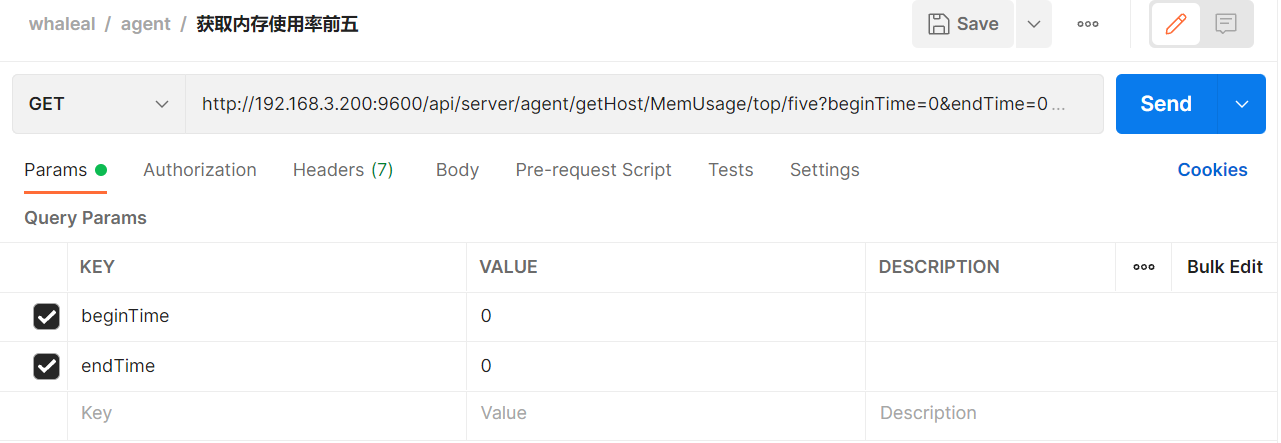 whaleal / agent / 获取内存使用率前五
Save
GET http://192.168.3.200:9600/api/server/agent/getHost/MemUsage/top/five?beginTime=0&endTime=0 ... Send
Params Authorization Headers (7) Body Pre-request Script Tests Settings Cookies
Query Params
KEY VALUE DESCRIPTION Bulk Edit
beginTime 0
endTime 0
Key Value Description